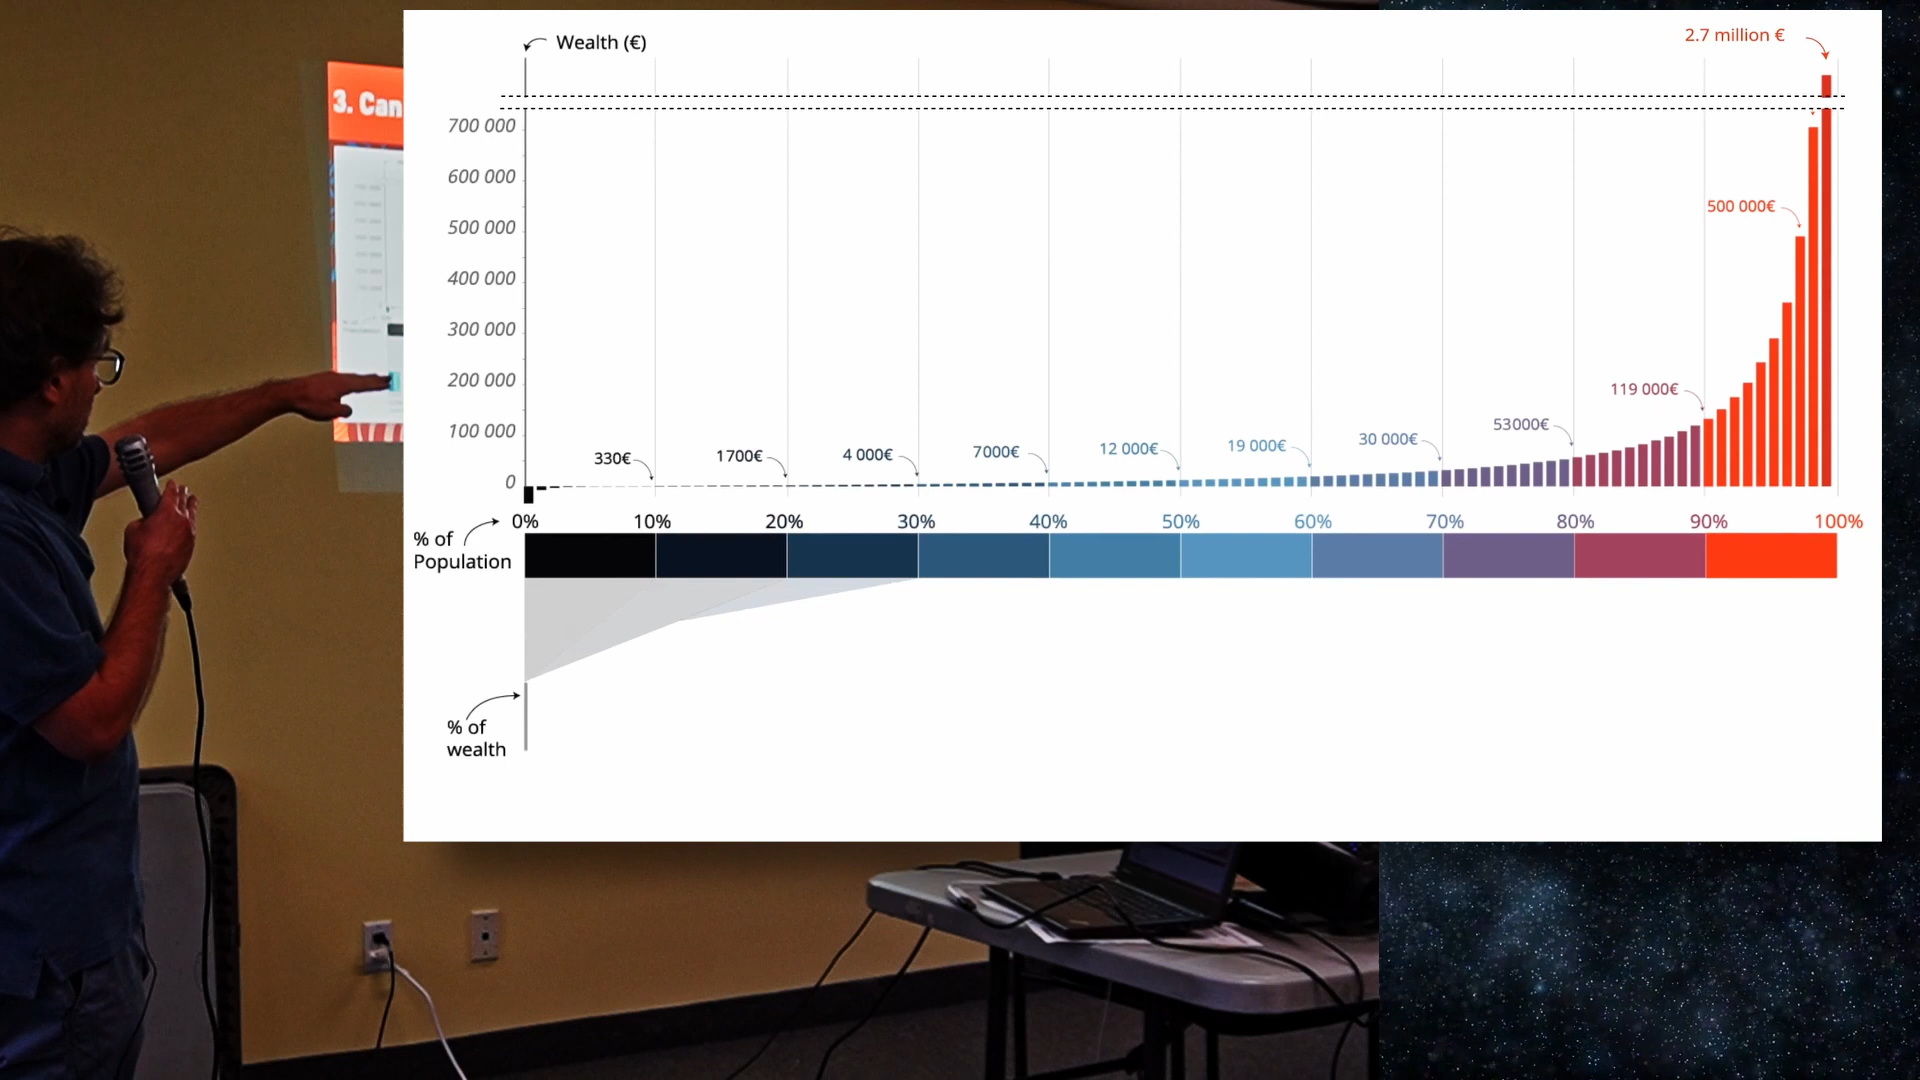 Wealth (€)
2.7 million €
3. Can
700 000
600 000
500 000
400 000
300 000
200 000
100 000
0
500 000€
119 000€
53000€
30 000€
19 000€
12 000€
7000€
4 000€
1700€
330€
0% 10% 20% 30% 40% 50% 60% 70% 80% 90% 100%
% of
Population
% of
wealth